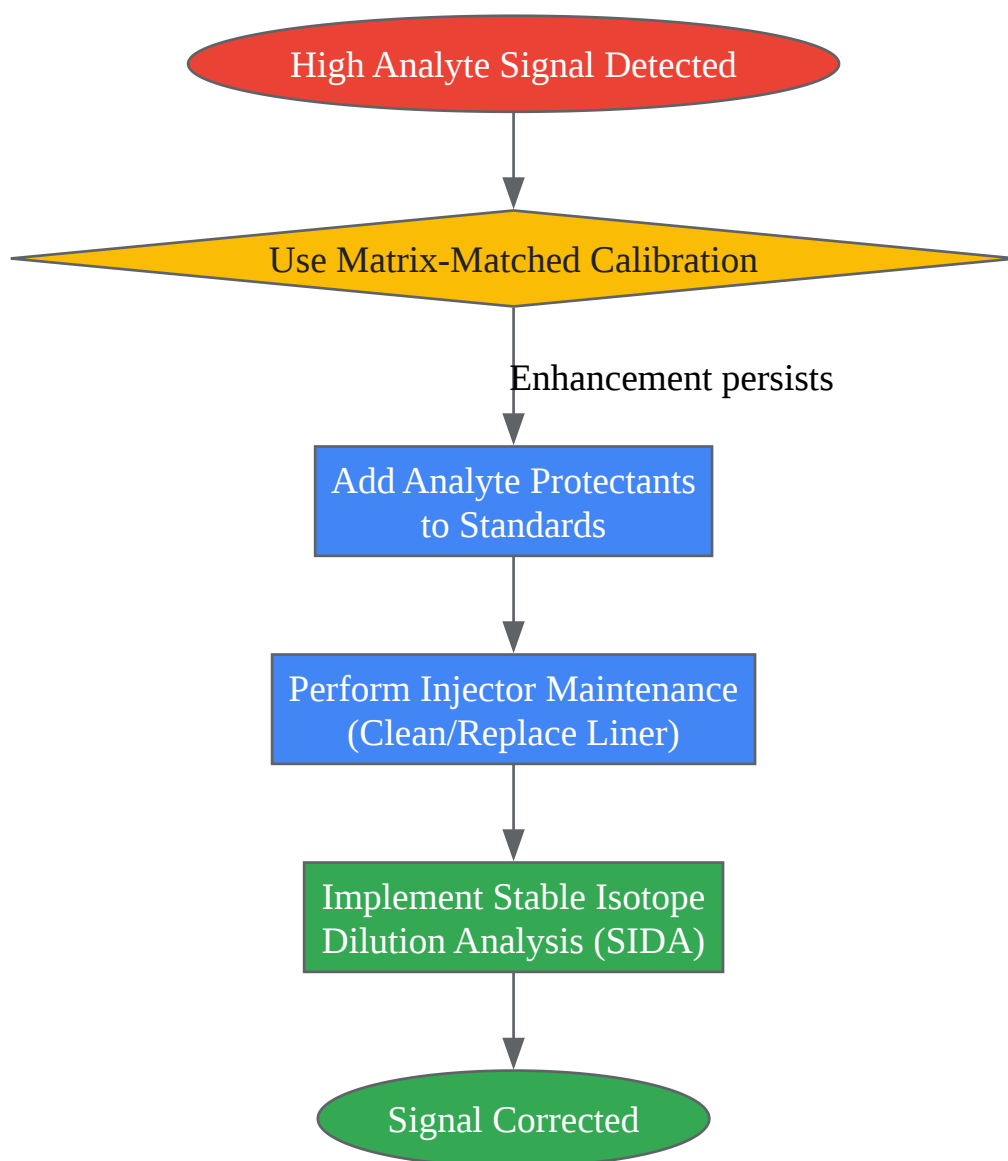 High Analyte Signal Detected
Use Matrix-Matched Calibration
Enhancement persists
Add Analyte Protectants
to Standards
Perform Injector Maintenance
(Clean/Replace Liner)
Implement Stable Isotope
Dilution Analysis (SIDA)
Signal Corrected